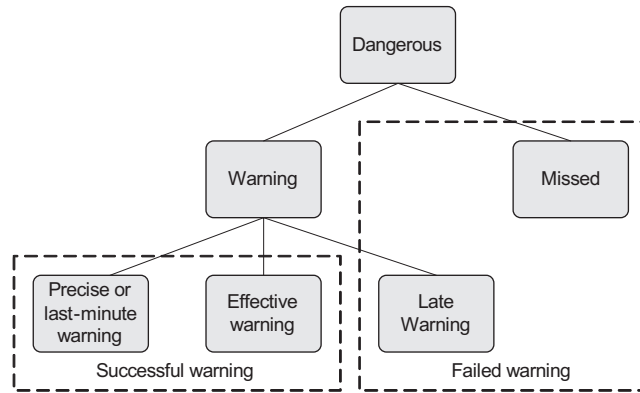 Dangerous
Warning
Missed
Precise or
last-minute
warning
Effective
warning
Late
Warning
Successful warning
Failed warning